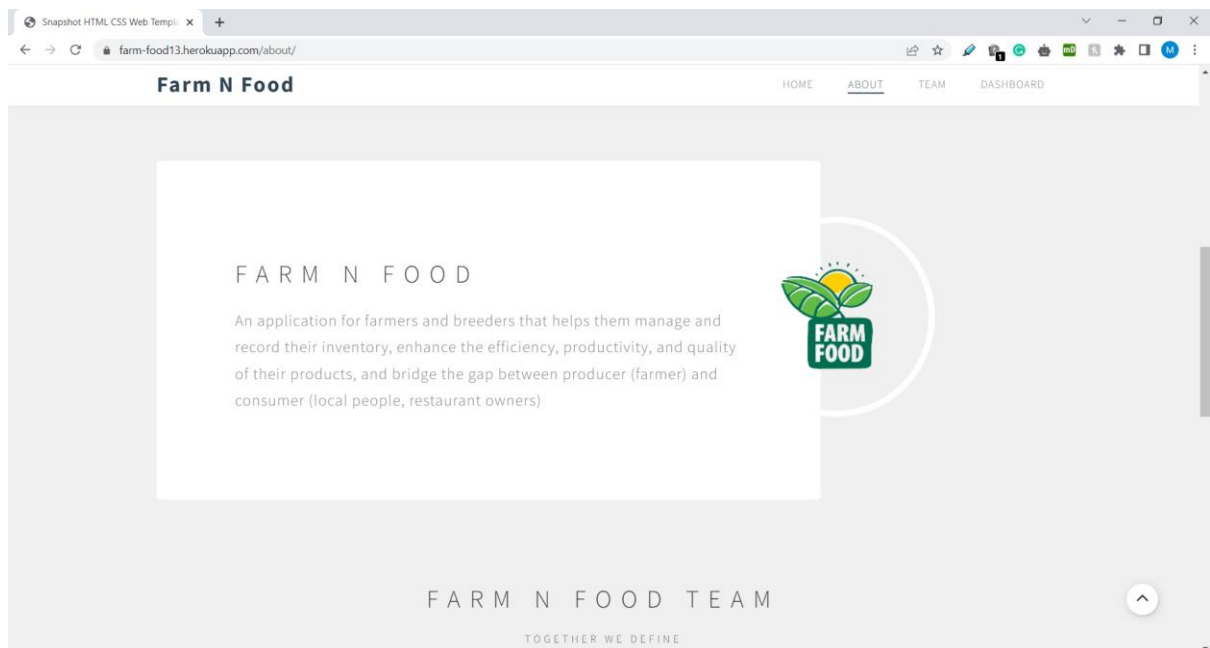 Snapshot HTML CSS Web Templ
farm-food13.herokuapp.com/about/
1
mD
M
Farm N Food
HOME ABOUT TEAM DASHBOARD
FARM N FOOD
An application for farmers and breeders that helps them manage and
record their inventory, enhance the efficiency, productivity, and quality
of their products, and bridge the gap between producer (farmer) and
consumer (local people, restaurant owners)
FARM
FOOD
FARM N FOOD TEAM
TOGETHER WE DEFINE